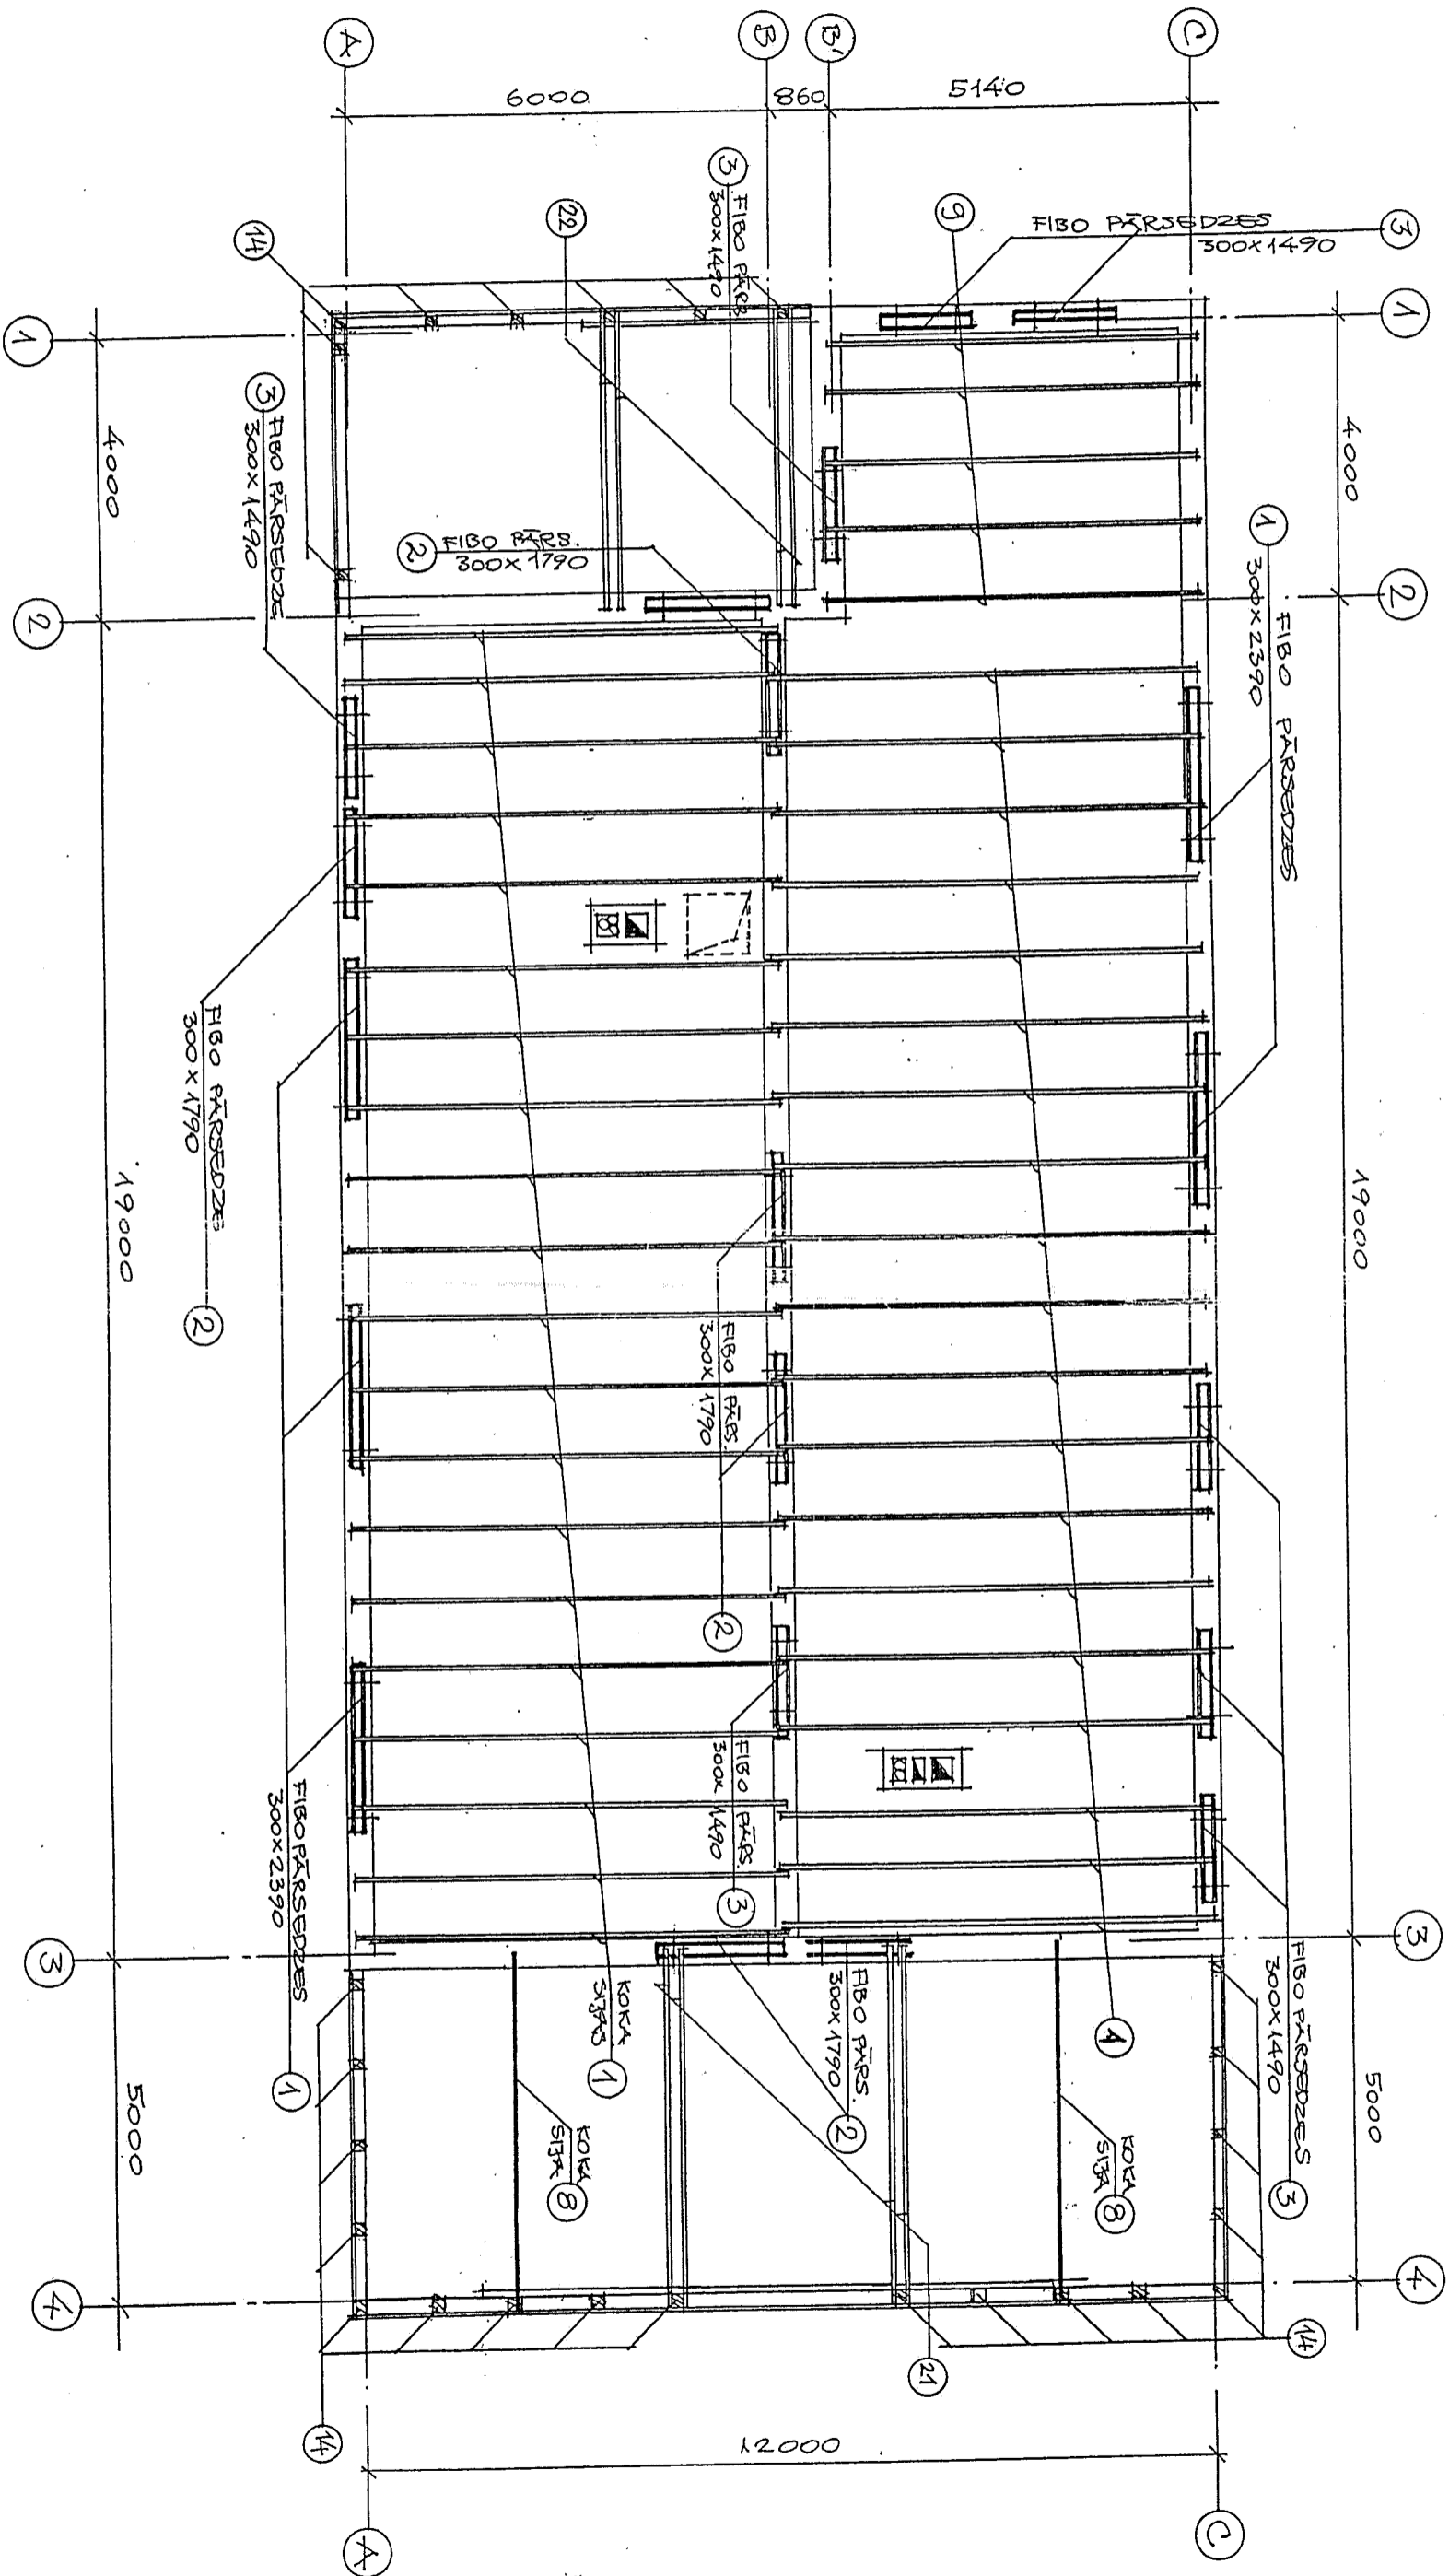 A
B
B'
C
6000
860
5140
3
FIBO PĀRSEDZES
300x1490
9
3
FIBO PĀRS
300x1490
22
14
1
1
4000
4000
3
FIBO PĀRSEDZE
300x1490
2
FIBO PĀRS.
300x1790
1
FIBO PĀRSEDZES
300x2390
2
2
FIBO PĀRSEDZES
300x1790
2
19000
19000
FIBO PĀRS.
300x1790
2
FIBO PĀRS.
300x1490
3
FIBO PĀRSEDZES
300x2390
1
3
3
FIBO PĀRSEDZES
300x1490
3
KOKA
SIJAS
1
FIBO PĀRS.
300x1790
2
1
KOKA
SIJA
8
KOKA
SIJA
8
5000
5000
4
4
14
14
21
12000
A
C